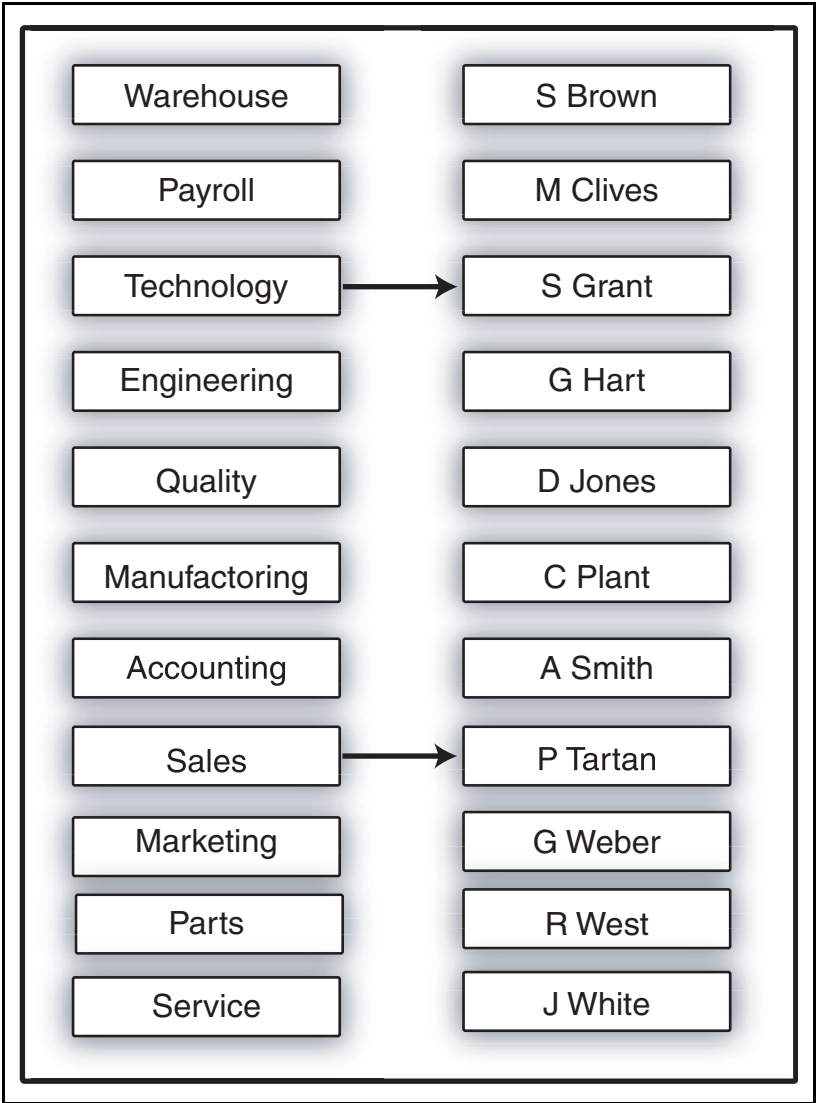 Warehouse
S Brown
Payroll
M Clives
Technology
S Grant
Engineering
G Hart
Quality
D Jones
Manufactoring
C Plant
Accounting
A Smith
Sales
P Tartan
Marketing
G Weber
Parts
R West
Service
J White